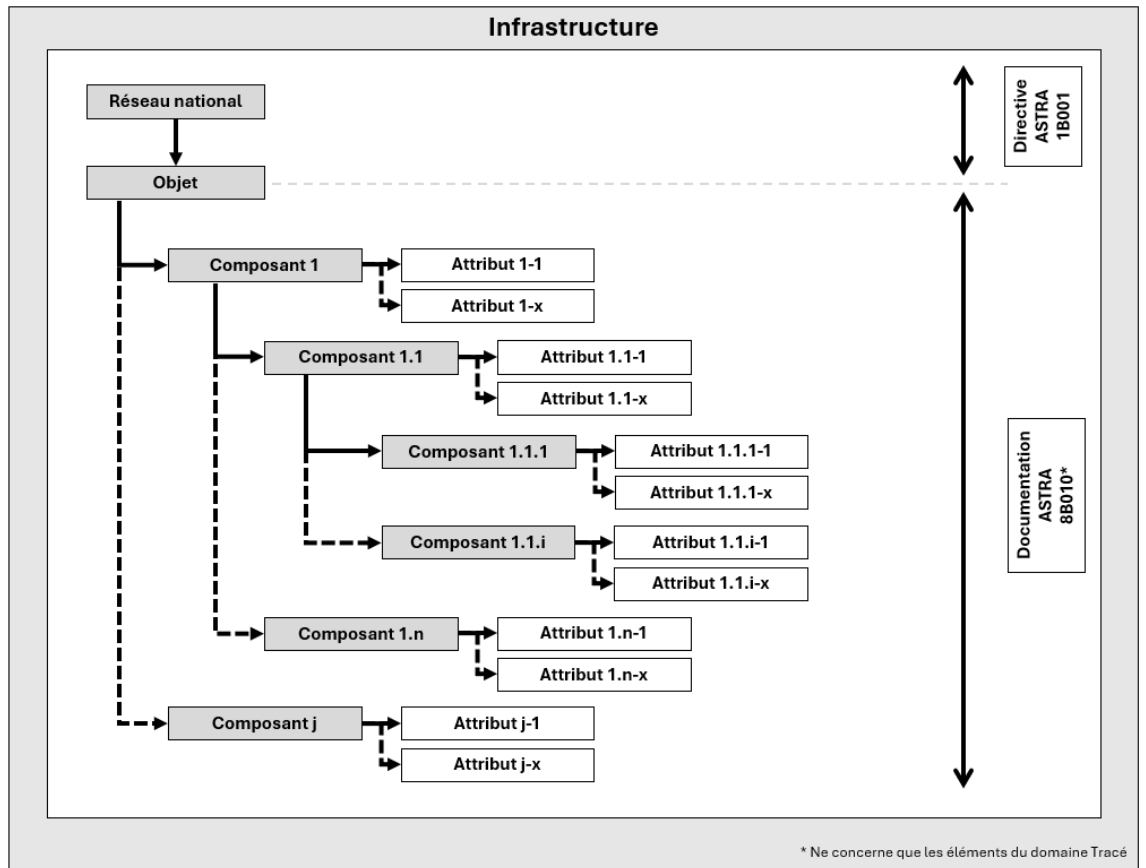 Infrastructure
Réseau national
Directive
ASTRA
1B001
Objet
Composant 1
Attribut 1-1
Attribut 1-x
Composant 1.1
Attribut 1.1-1
Attribut 1.1-x
Composant 1.1.1
Attribut 1.1.1-1
Attribut 1.1.1-x
Composant 1.1.i
Attribut 1.1.i-1
Attribut 1.1.i-x
Composant 1.n
Attribut 1.n-1
Attribut 1.n-x
Composant j
Attribut j-1
Attribut j-x
Documentation
ASTRA
8B010*
* Ne concerne que les éléments du domaine Tracé